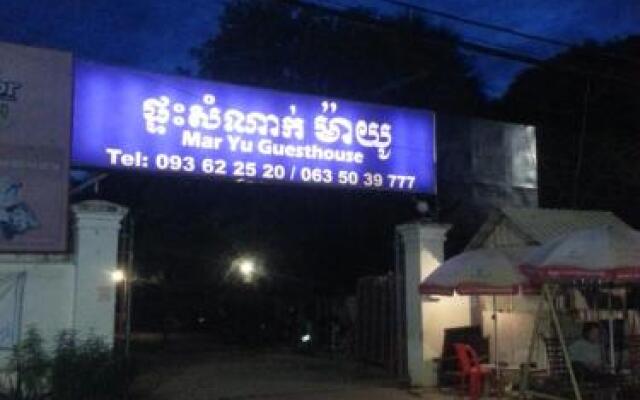 ផ្ទះសំណាក់ ម៉ាយូ
Mar Yu Guesthouse
Tel: 093 62 25 20 / 063 50 39 777